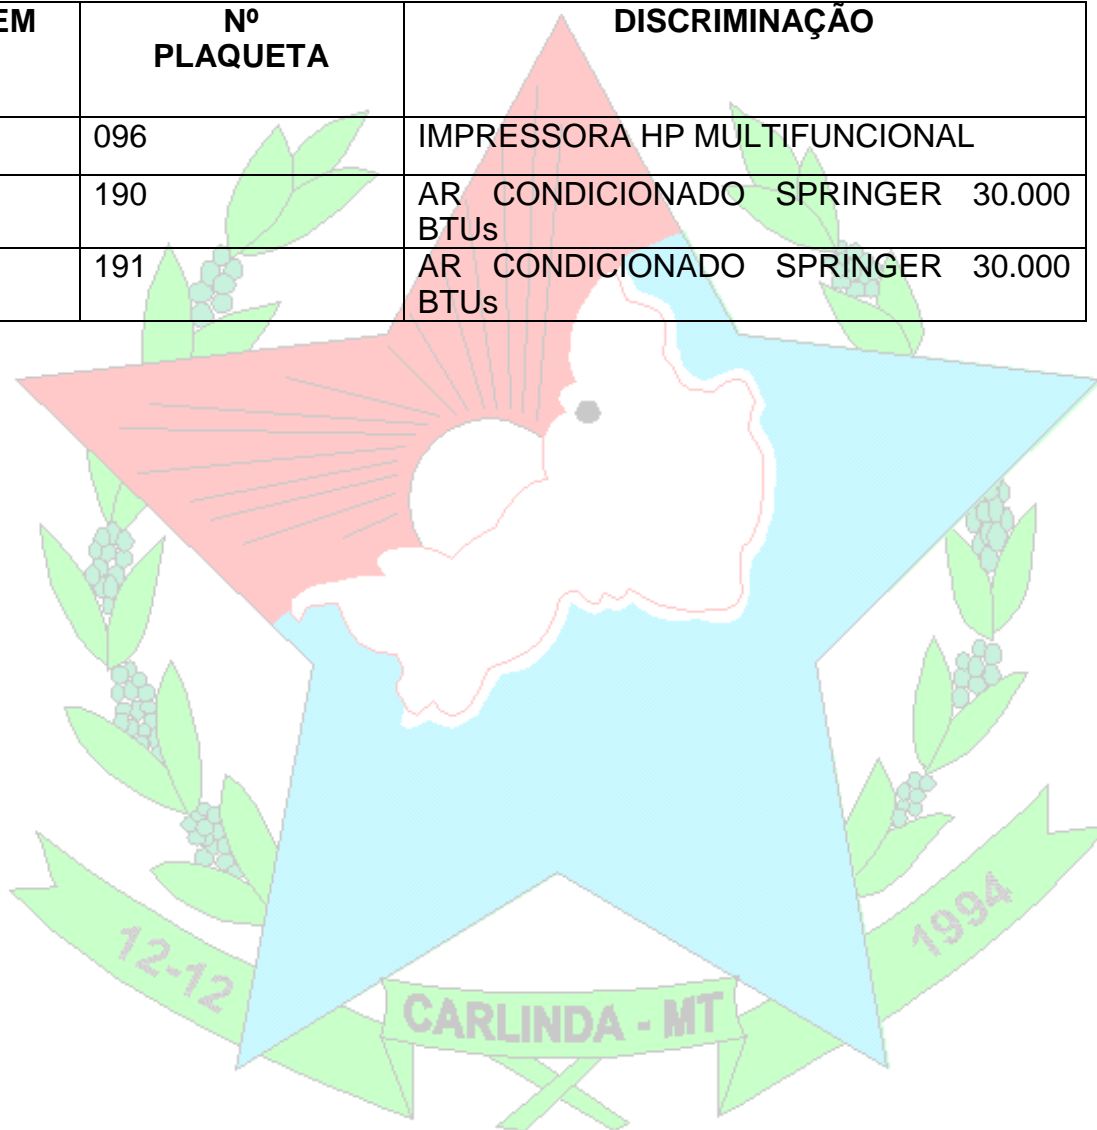 EM Nº DISCRIMINAÇÃO
PLAQUETA
096 IMPRESSORA HP MULTIFUNCIONAL
190 AR CONDICIONADO SPRINGER 30.000
BTUs
191 AR CONDICIONADO SPRINGER 30.000
BTUs
12-12
1994
CARLINDA - MT